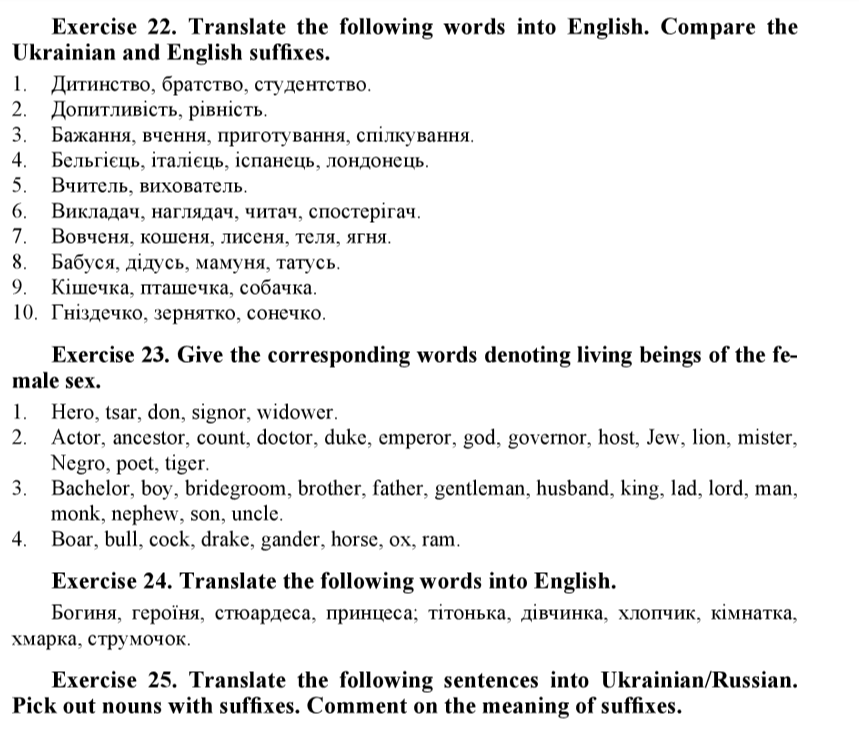 Exercise 22. Translate the following words into English. Compare the
Ukrainian and English suffixes.
1. Дитинство, братство, студентство.
2. Допитливість, рівність.
3. Бажання, вчення, приготування, спілкування.
4. Бельгієць, італієць, іспанець, лондонець.
5. Вчитель, вихователь.
6. Викладач, наглядач, читач, спостерігач.
7. Вовченя, кошеня, лисеня, теля, ягня.
8. Бабуся, дідусь, мамуня, татусь.
9. Кішечка, пташечка, собачка.
10. Гніздечко, зернятко, сонечко.
Exercise 23. Give the corresponding words denoting living beings of the fe-
male sex.
1. Hero, tsar, don, signor, widower.
2. Actor, ancestor, count, doctor, duke, emperor, god, governor, host, Jew, lion, mister,
Negro, poet, tiger.
3. Bachelor, boy, bridegroom, brother, father, gentleman, husband, king, lad, lord, man,
monk, nephew, son, uncle.
4. Boar, bull, cock, drake, gander, horse, ox, ram.
Exercise 24. Translate the following words into English.
Богиня, героїня, стюардеса, принцеса; тітонька, дівчинка, хлопчик, кімнатка,
хмарка, струмочок.
Exercise 25. Translate the following sentences into Ukrainian/Russian.
Pick out nouns with suffixes. Comment on the meaning of suffixes.